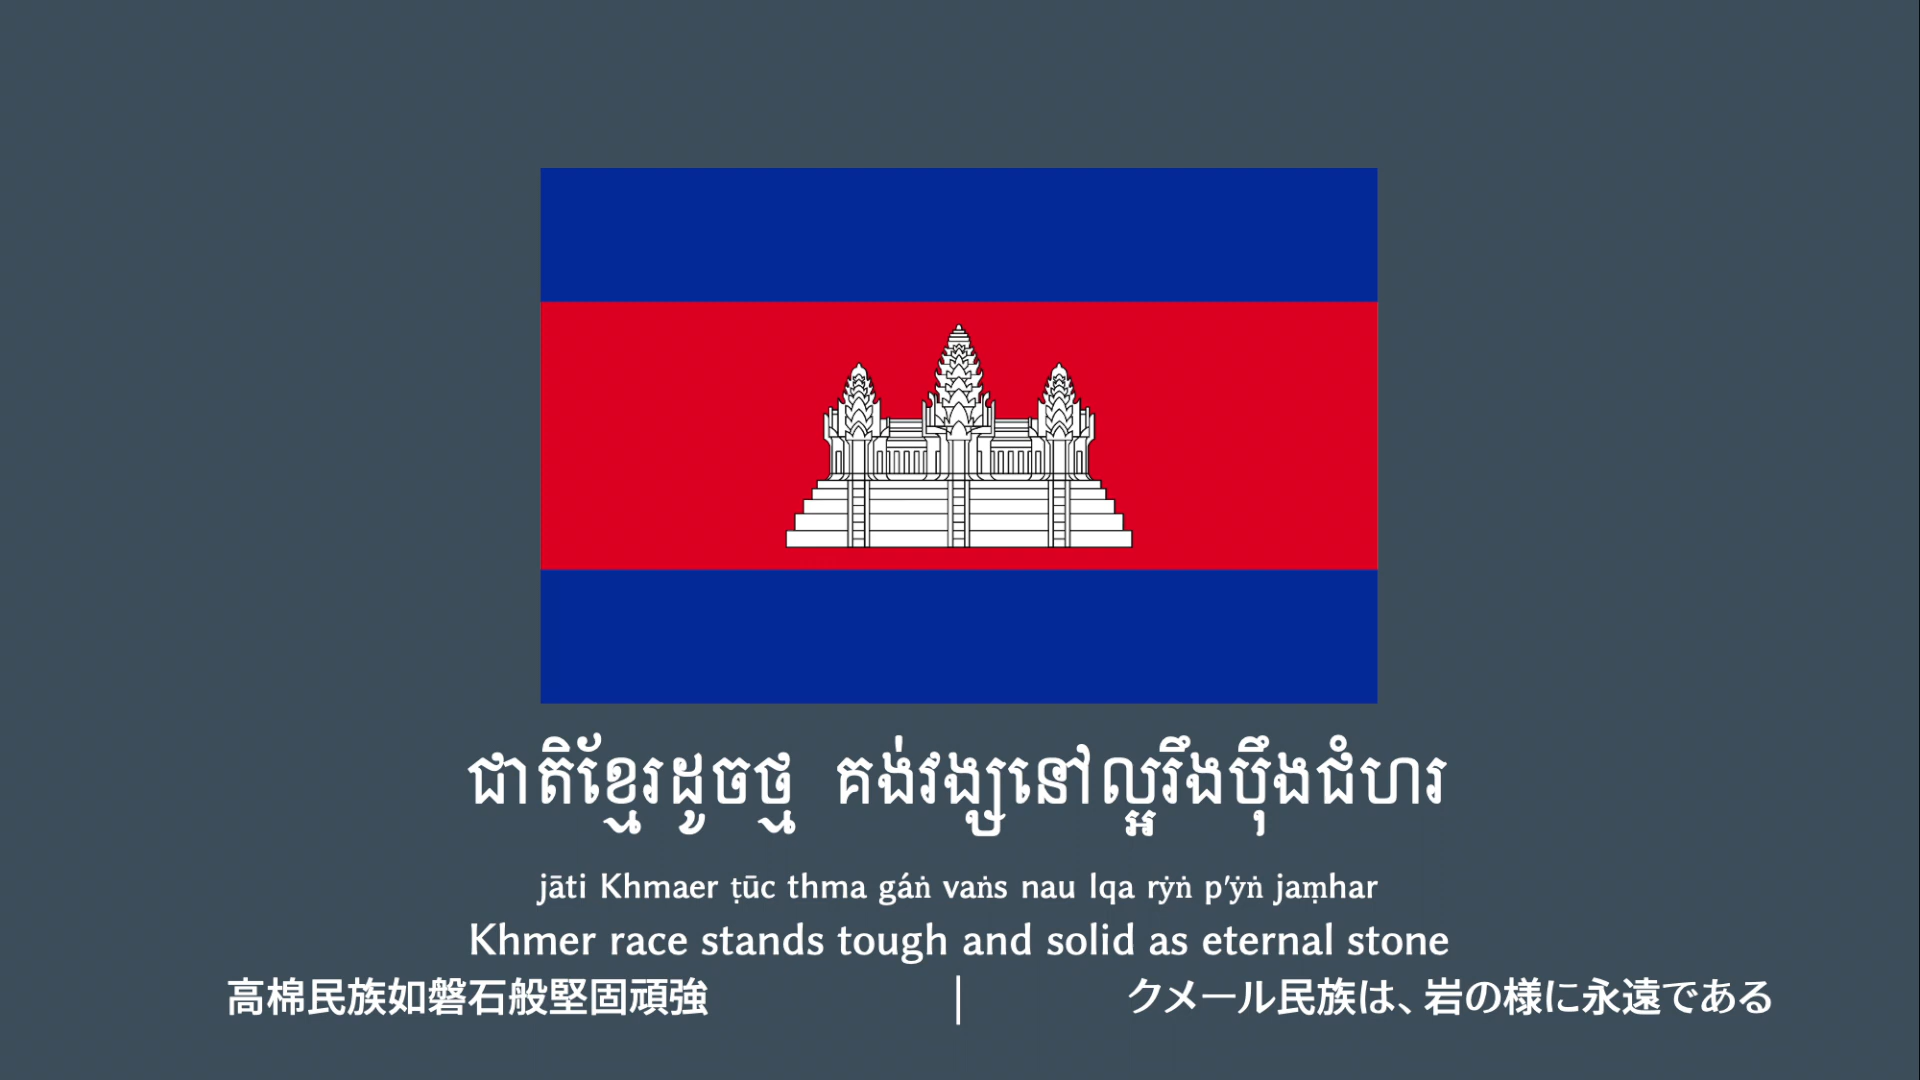 ជាតិខ្មែរដូចថ្ម គង់វង្សនៅល្អរឹងប៉ឹងជំហរ
jāti Khmaer ṭūc thma gáṅ vaṅs nau lqa rẏṅ p′ẏṅ jaṃhar
Khmer race stands tough and solid as eternal stone
高棉民族如磐石般堅固頑強 | クメール民族は、岩の様に永遠である